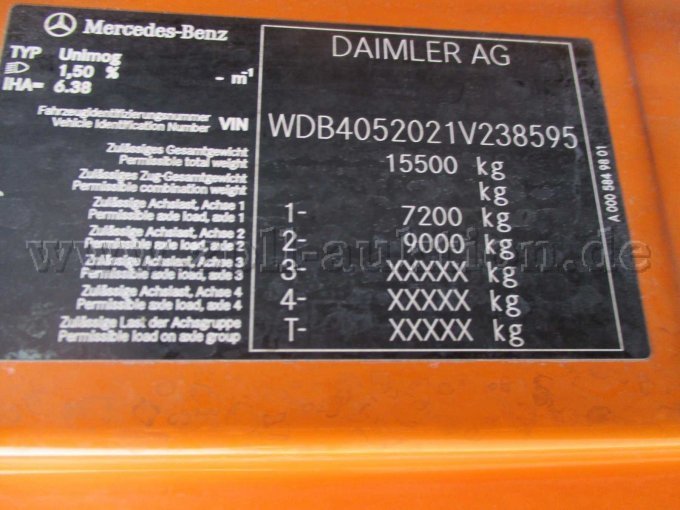 Mercedes-Benz
TYP Unimog
1,50 % - m⁻¹
IHA= 6.38
DAIMLER AG
Fahrzeugidentifizierungsnummer
Vehicle Identification Number VIN WDB4052021V238595
Zulässiges Gesamtgewicht
Permissible total weight 15500 kg
Zulässiges Zug-Gesamtgewicht
Permissible combination weight kg
Zulässige Achslast, Achse 1
Permissible axle load, axle 1 1- 7200 kg
Zulässige Achslast, Achse 2
Permissible axle load, axle 2 2- 9000 kg
Zulässige Achslast, Achse 3
Permissible axle load, axle 3 3- XXXXX kg
Zulässige Achslast, Achse 4
Permissible axle load, axle 4 4- XXXXX kg
Zulässige Last der Achsgruppe
Permissible load on axle group T- XXXXX kg
A 000 584 98 01